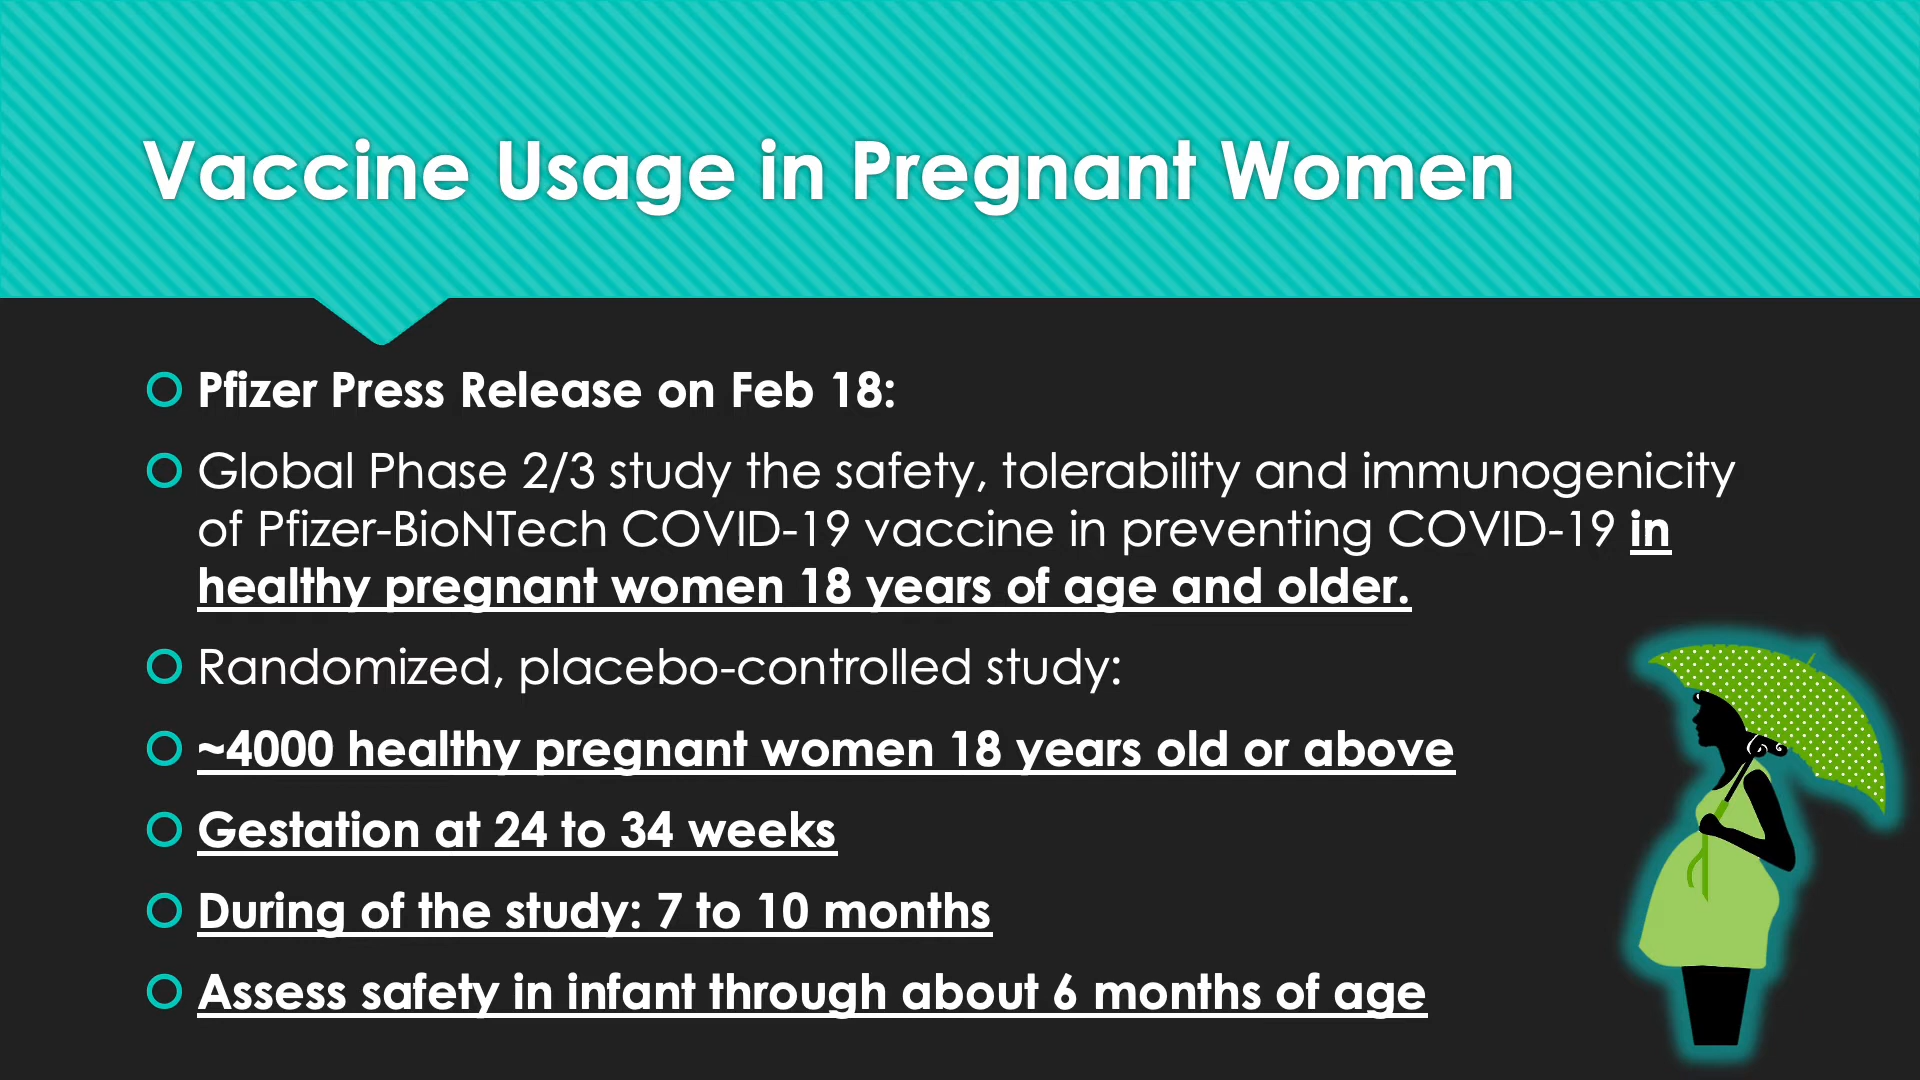 Vaccine Usage in Pregnant Women
Pfizer Press Release on Feb 18:
Global Phase 2/3 study the safety, tolerability and immunogenicity
of Pfizer-BioNTech COVID-19 vaccine in preventing COVID-19 in
healthy pregnant women 18 years of age and older.
Randomized, placebo-controlled study:
~4000 healthy pregnant women 18 years old or above
Gestation at 24 to 34 weeks
During of the study: 7 to 10 months
Assess safety in infant through about 6 months of age